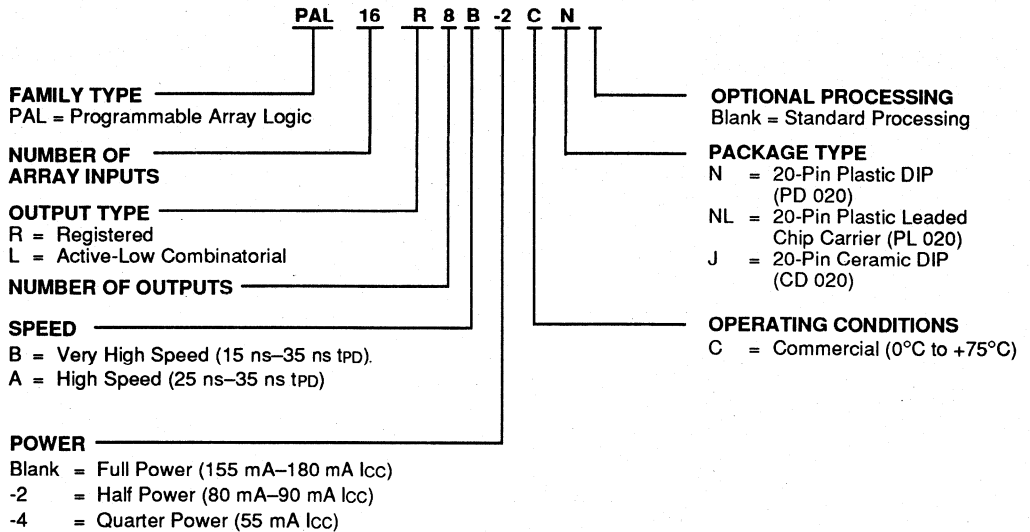 PAL 16 R 8 B -2 C N
FAMILY TYPE
PAL = Programmable Array Logic
NUMBER OF
ARRAY INPUTS
OUTPUT TYPE
R = Registered
L = Active-Low Combinatorial
NUMBER OF OUTPUTS
SPEED
B = Very High Speed (15 ns–35 ns tPD).
A = High Speed (25 ns–35 ns tPD)
POWER
Blank = Full Power (155 mA–180 mA ICC)
-2 = Half Power (80 mA–90 mA ICC)
-4 = Quarter Power (55 mA ICC)
OPTIONAL PROCESSING
Blank = Standard Processing
PACKAGE TYPE
N = 20-Pin Plastic DIP
(PD 020)
NL = 20-Pin Plastic Leaded
Chip Carrier (PL 020)
J = 20-Pin Ceramic DIP
(CD 020)
OPERATING CONDITIONS
C = Commercial (0°C to +75°C)